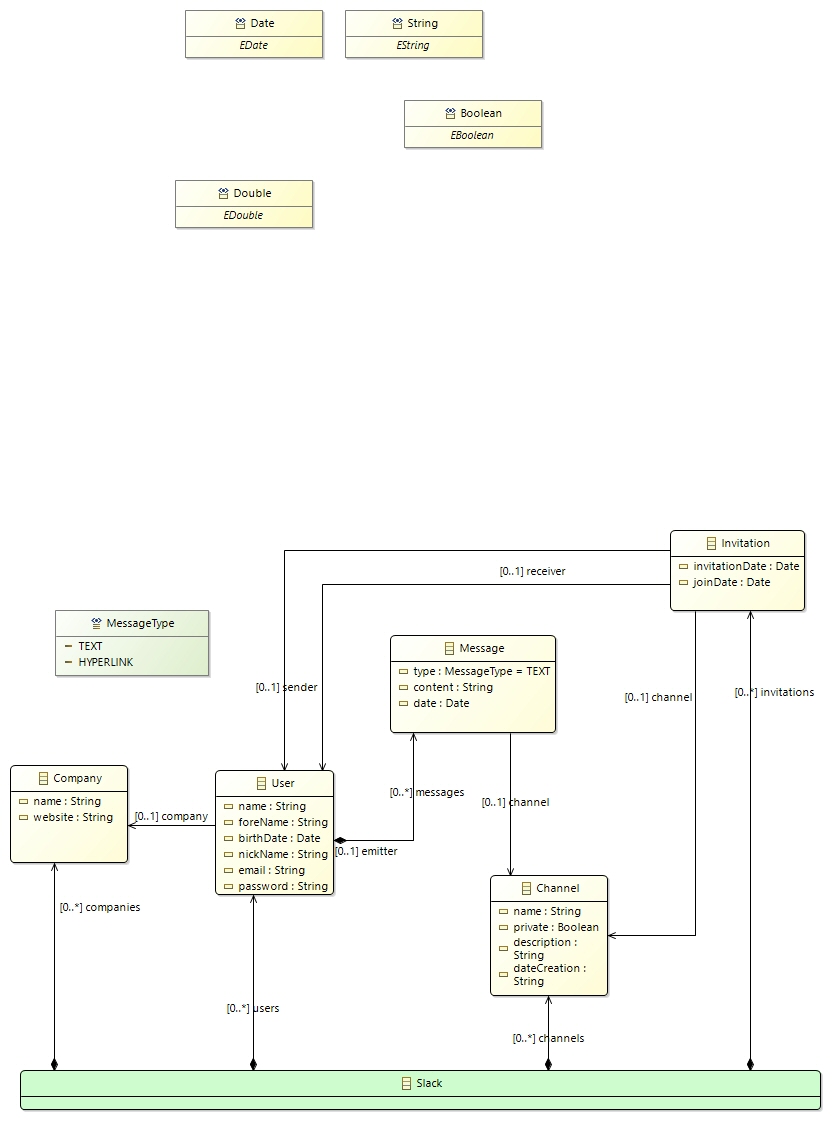 Date
EDate
String
EString
Boolean
EBoolean
Double
EDouble
Invitation
invitationDate : Date
joinDate : Date
[0..1] receiver
MessageType
TEXT
HYPERLINK
Message
type : MessageType = TEXT
content : String
date : Date
[0..1] sender
[0..1] channel
[0..*] invitations
Company
name : String
website : String
[0..1] company
User
name : String
foreName : String
birthDate : Date
nickName : String
email : String
password : String
[0..*] messages
[0..1] channel
[0..1] emitter
Channel
name : String
private : Boolean
description :
String
dateCreation :
String
[0..*] companies
[0..*] users
[0..*] channels
Slack